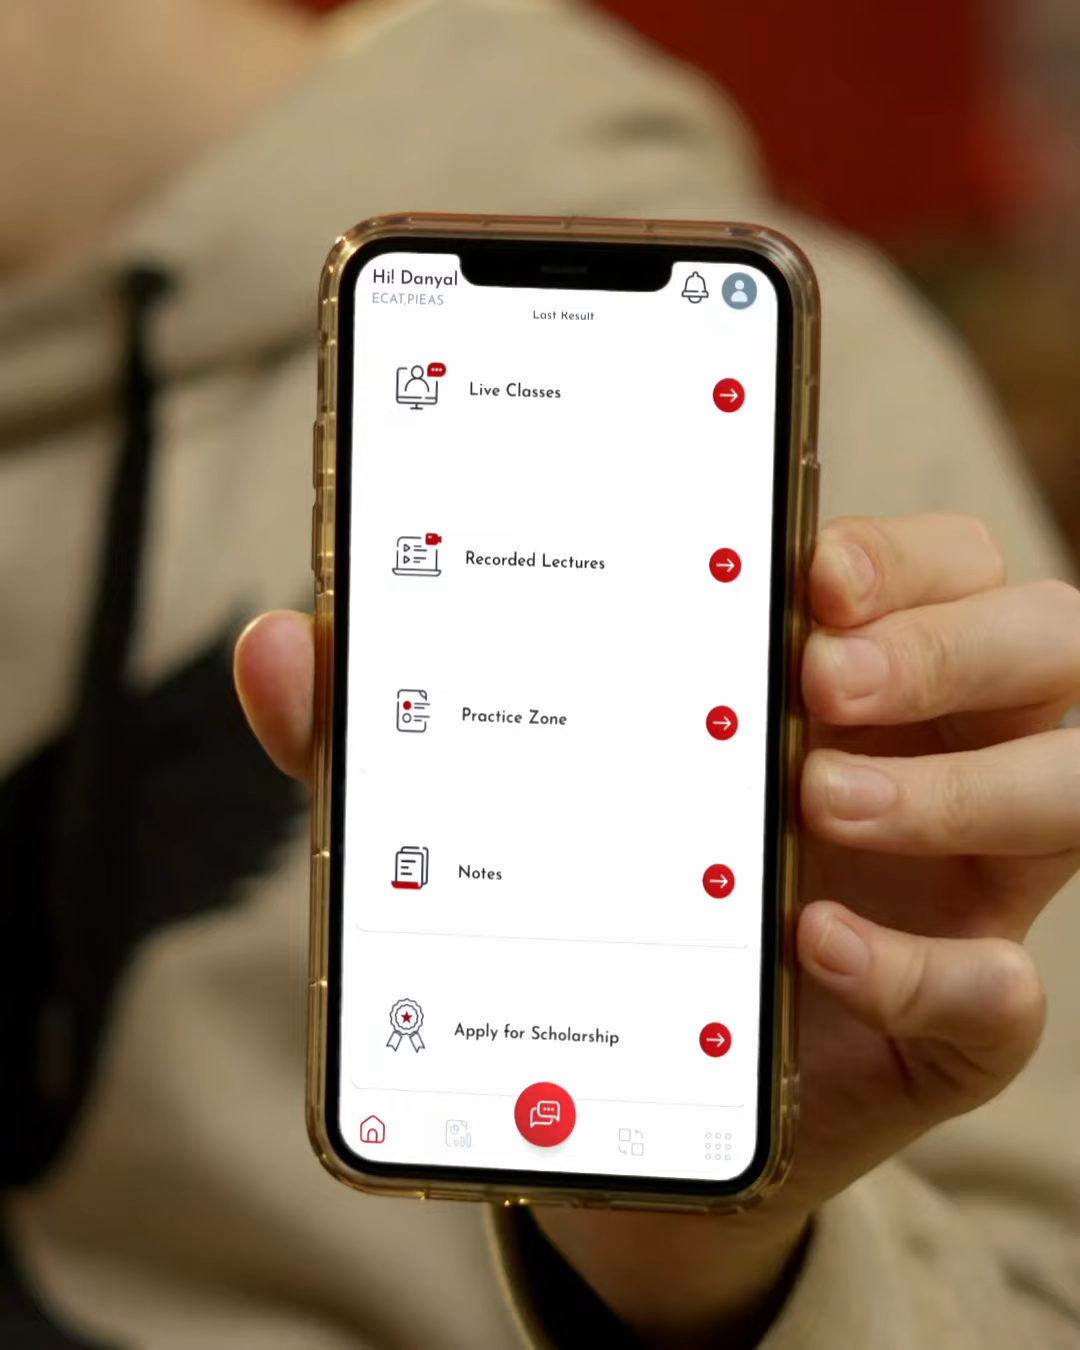 Hi! Danyal
ECAT,PIEAS
Last Result
Live Classes
Recorded Lectures
Practice Zone
Notes
Apply for Scholarship